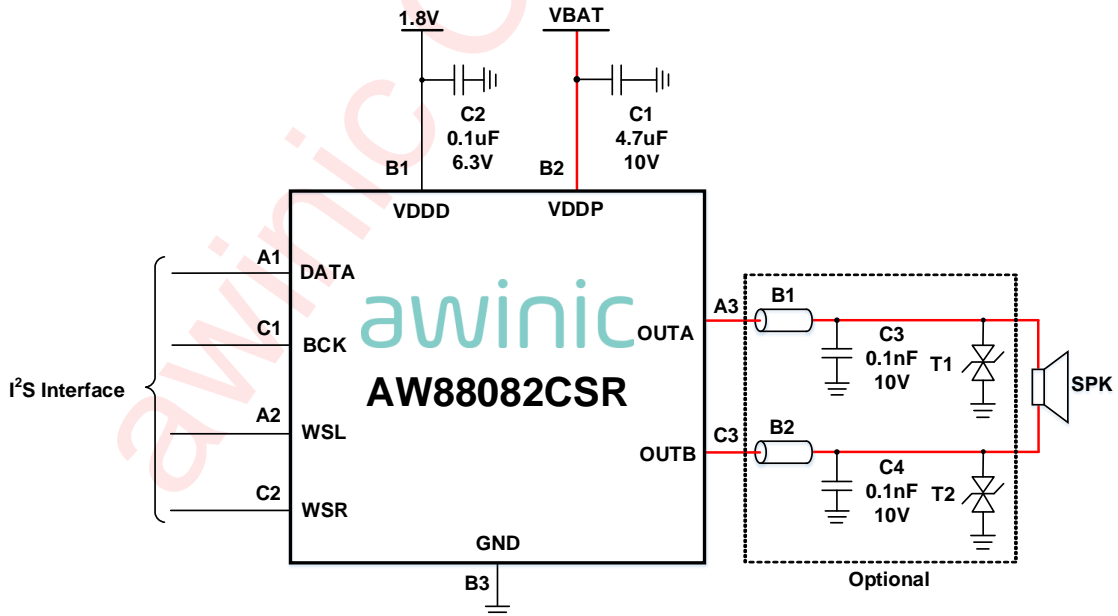 1.8V
VBAT
C2
0.1uF
6.3V
C1
4.7uF
10V
B1
B2
VDDD
VDDP
A1
DATA
C1
BCK
I²S Interface
A2
WSL
C2
WSR
awinic
AW88082CSR
OUTA
A3
OUTB
C3
GND
B3
B1
C3
0.1nF
10V
T1
B2
C4
0.1nF
10V
T2
SPK
Optional
awinic C